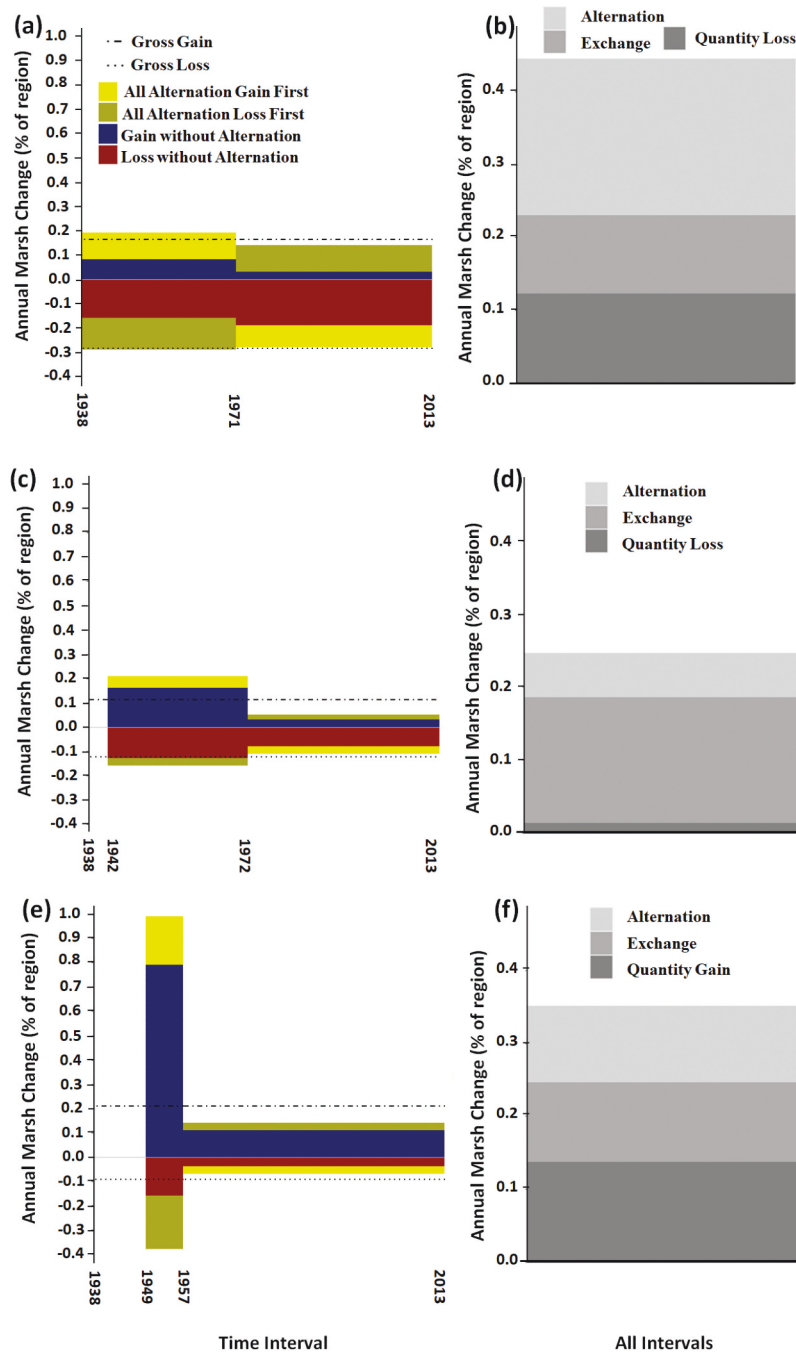 (a)
Annual Marsh Change (% of region)
1.0
0.9
0.8
0.7
0.6
0.5
0.4
0.3
0.2
0.1
0.0
-0.1
-0.2
-0.3
-0.4
Gross Gain
Gross Loss
All Alternation Gain First
All Alternation Loss First
Gain without Alternation
Loss without Alternation
1938
1971
2013
(b)
Annual Marsh Change (% of region)
Alternation
Exchange
Quantity Loss
0.4
0.3
0.2
0.1
0.0
(c)
Annual Marsh Change (% of region)
1.0
0.9
0.8
0.7
0.6
0.5
0.4
0.3
0.2
0.1
0.0
-0.1
-0.2
-0.3
-0.4
1938
1942
1972
2013
(d)
Annual Marsh Change (% of region)
Alternation
Exchange
Quantity Loss
0.4
0.3
0.2
0.1
0.0
(e)
Annual Marsh Change (% of region)
1.0
0.9
0.8
0.7
0.6
0.5
0.4
0.3
0.2
0.1
0.0
-0.1
-0.2
-0.3
-0.4
1938
1949
1957
2013
Time Interval
(f)
Annual Marsh Change (% of region)
Alternation
Exchange
Quantity Gain
0.4
0.3
0.2
0.1
0.0
All Intervals